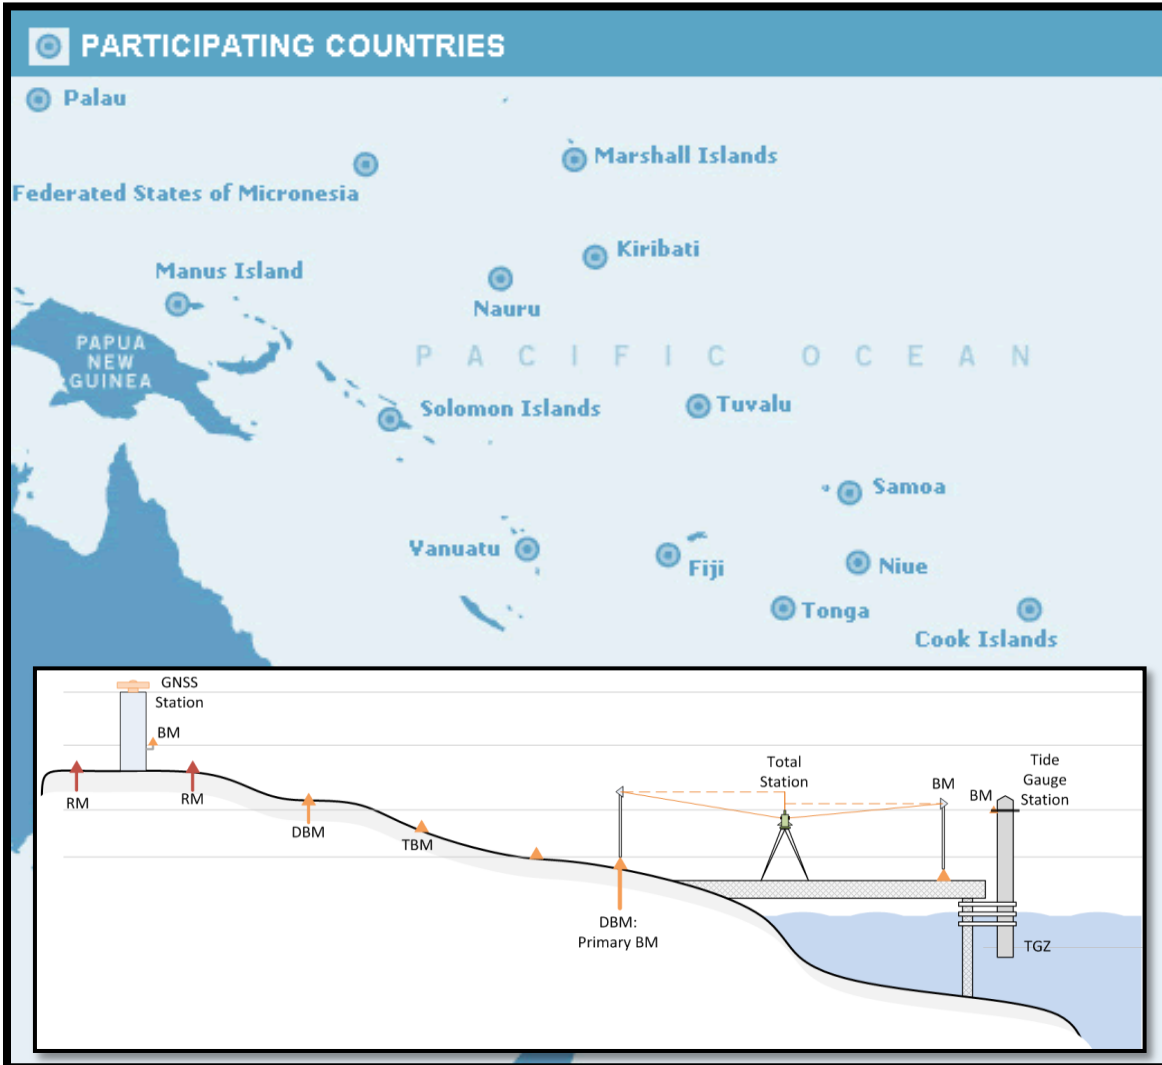 PARTICIPATING COUNTRIES
Palau
Marshall Islands
Federated States of Micronesia
Kiribati
Manus Island
Nauru
PAPUA
NEW
GUINEA
PACIFIC OCEAN
Solomon Islands
Tuvalu
Samoa
Vanuatu
Fiji
Niue
Tonga
Cook Islands
GNSS
Station
BM
RM
RM
DBM
TBM
DBM:
Primary BM
Total
Station
BM
BM
Tide
Gauge
Station
TGZ